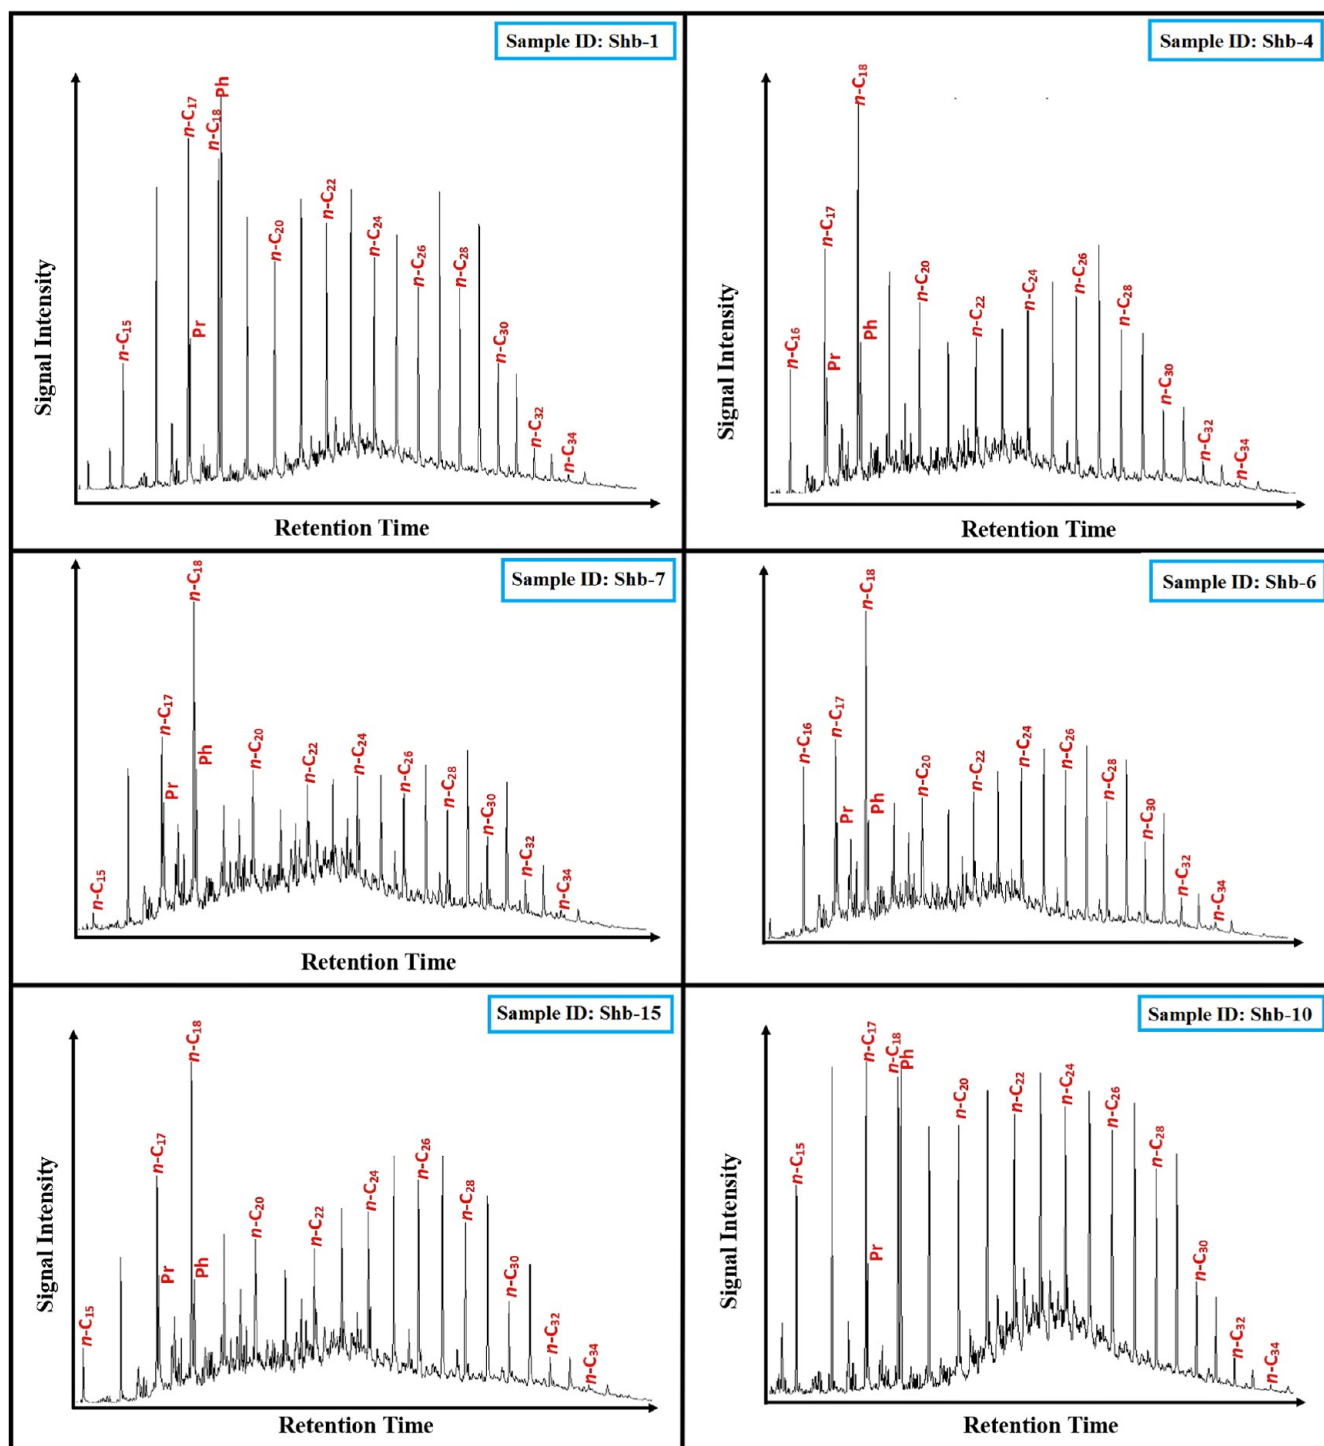 Sample ID: Shb-1
n-C15
n-C17
Pr
n-C18
Ph
n-C20
n-C22
n-C24
n-C26
n-C28
n-C30
n-C32
n-C34
Signal Intensity
Retention Time
Sample ID: Shb-4
n-C16
n-C17
Pr
n-C18
Ph
n-C20
n-C22
n-C24
n-C26
n-C28
n-C30
n-C32
n-C34
Signal Intensity
Retention Time
Sample ID: Shb-7
n-C15
n-C17
Pr
n-C18
Ph
n-C20
n-C22
n-C24
n-C26
n-C28
n-C30
n-C32
n-C34
Signal Intensity
Retention Time
Sample ID: Shb-6
n-C16
n-C17
Pr
n-C18
Ph
n-C20
n-C22
n-C24
n-C26
n-C28
n-C30
n-C32
n-C34
Signal Intensity
Retention Time
Sample ID: Shb-15
n-C15
n-C17
Pr
n-C18
Ph
n-C20
n-C22
n-C24
n-C26
n-C28
n-C30
n-C32
n-C34
Signal Intensity
Retention Time
Sample ID: Shb-10
n-C15
n-C17
Pr
n-C18
Ph
n-C20
n-C22
n-C24
n-C26
n-C28
n-C30
n-C32
n-C34
Signal Intensity
Retention Time